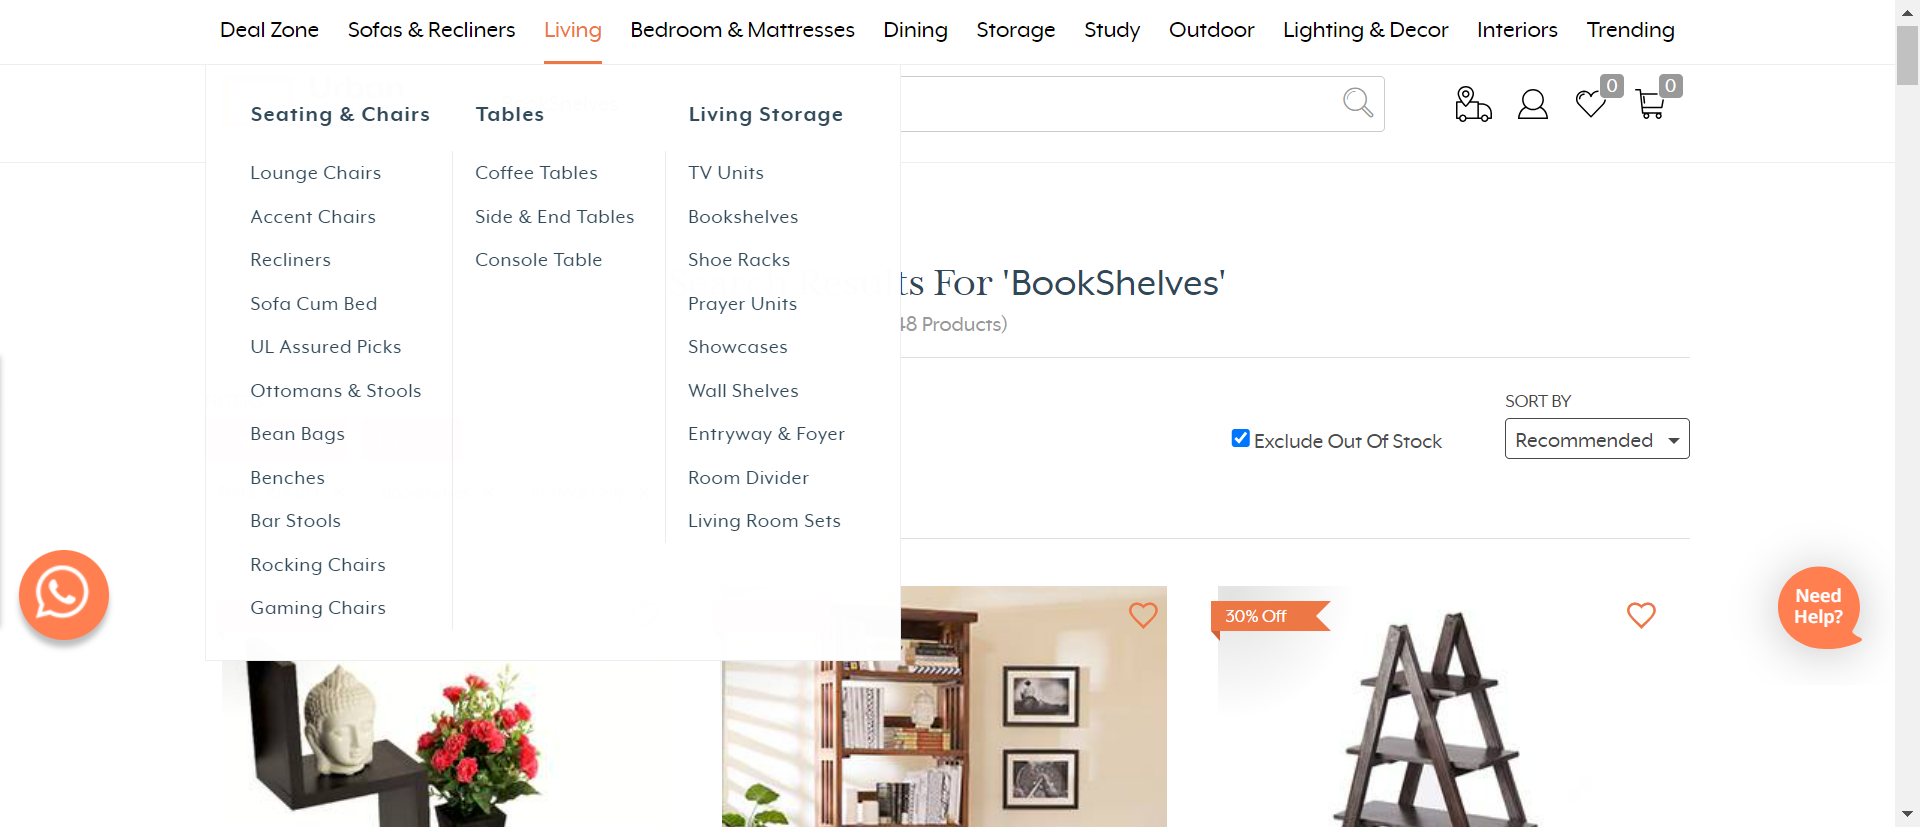 Deal Zone Sofas & Recliners Living Bedroom & Mattresses Dining Storage Study Outdoor Lighting & Decor Interiors Trending
0 0
Seating & Chairs
Lounge Chairs
Accent Chairs
Recliners
Sofa Cum Bed
UL Assured Picks
Ottomans & Stools
Bean Bags
Benches
Bar Stools
Rocking Chairs
Gaming Chairs
Tables
Coffee Tables
Side & End Tables
Console Table
Living Storage
TV Units
Bookshelves
Shoe Racks
Prayer Units
Showcases
Wall Shelves
Entryway & Foyer
Room Divider
Living Room Sets
For 'BookShelves'
Products)
Exclude Out Of Stock
SORT BY
Recommended
30% Off
Need
Help?